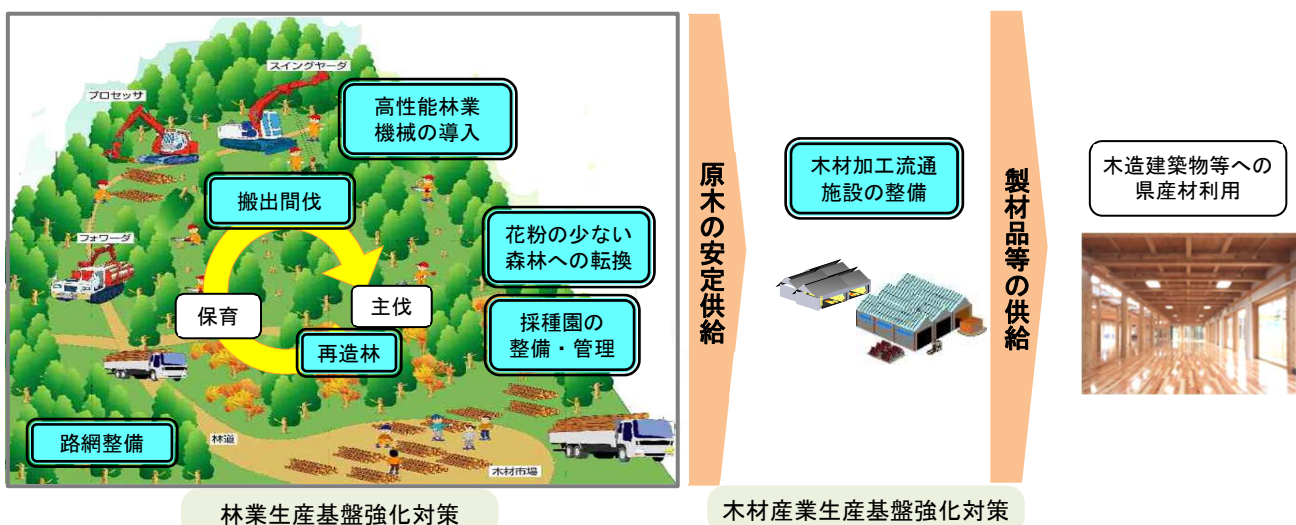 スイングヤーダ
プロセッサ
高性能林業
機械の導入
搬出間伐
フォワーダ
花粉の少ない
森林への転換
保育
主伐
再造林
採種園の
整備・管理
路網整備
林道
木材市場
林業生産基盤強化対策
原木の安定供給
木材加工流通
施設の整備
木材産業生産基盤強化対策
製材品等の供給
木造建築物等への
県産材利用